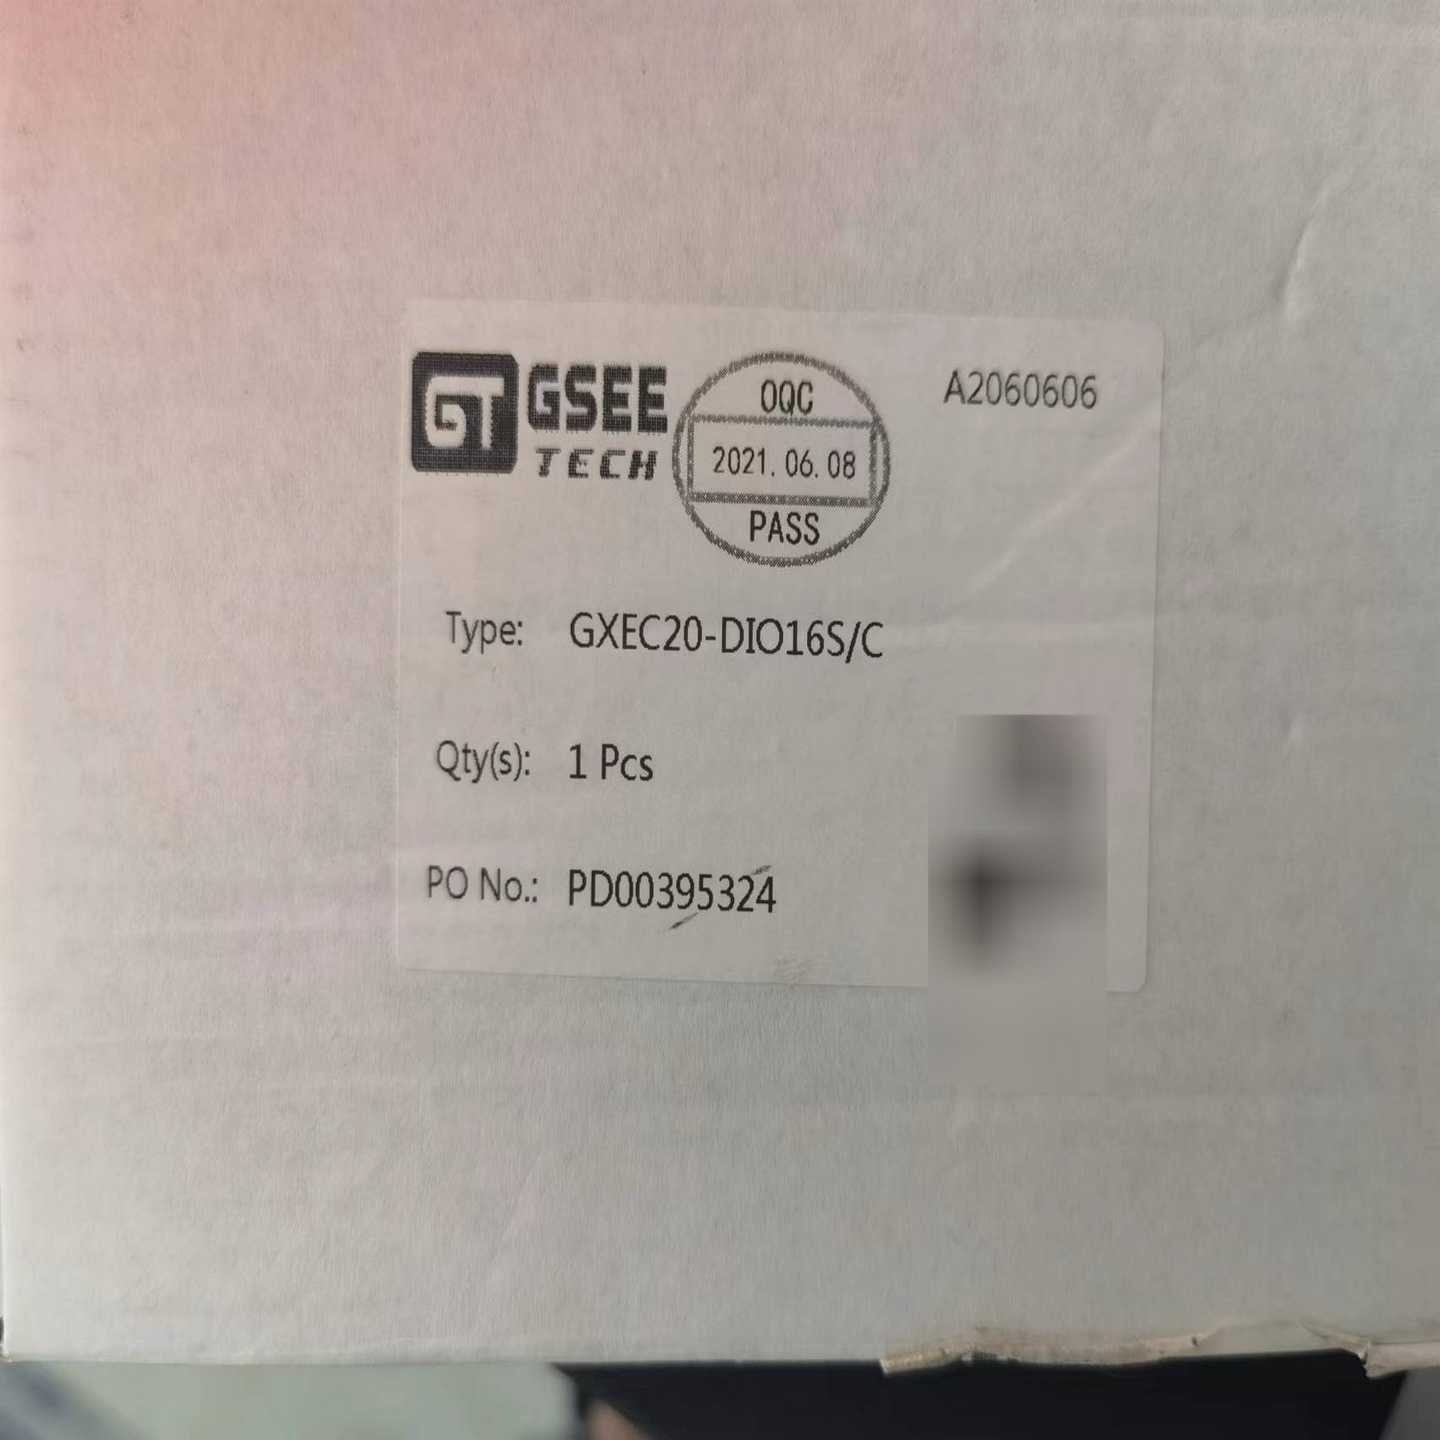 GT GSEE
TECH
OQC
2021.06.08
PASS
A2060606
Type: GXEC20-DIO16S/C
Qty(s): 1 Pcs
PO No.: PD00395324